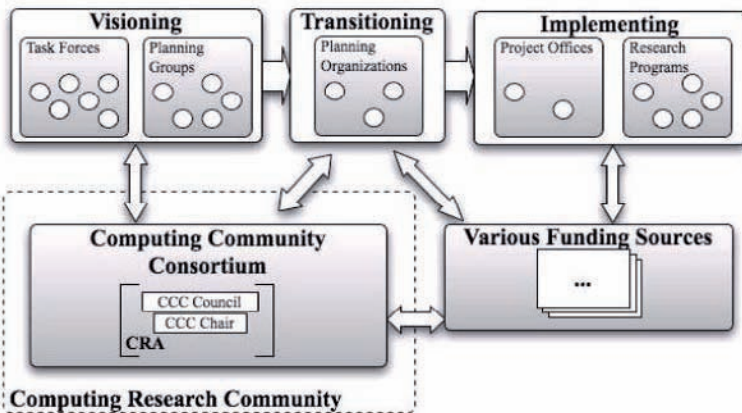 Visioning
Task Forces
Planning
Groups
Transitioning
Planning
Organizations
Implementing
Project Offices
Research
Programs
Computing Community
Consortium
CCC Council
CCC Chair
CRA
Various Funding Sources
...
Computing Research Community